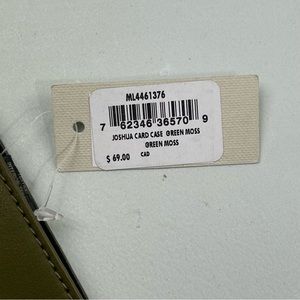 ML4461376
7 62346 36570 9
JOSHUA CARD CASE GREEN MOSS
GREEN MOSS
$ 69.00 CAD